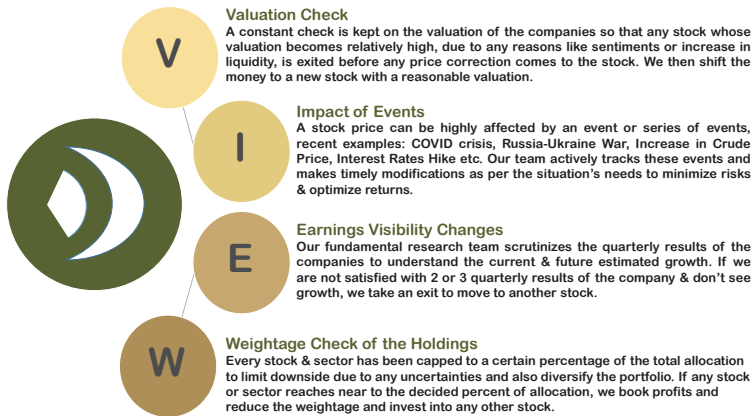 V
Valuation Check
A constant check is kept on the valuation of the companies so that any stock whose
valuation becomes relatively high, due to any reasons like sentiments or increase in
liquidity, is exited before any price correction comes to the stock. We then shift the
money to a new stock with a reasonable valuation.
I
Impact of Events
A stock price can be highly affected by an event or series of events,
recent examples: COVID crisis, Russia-Ukraine War, Increase in Crude
Price, Interest Rates Hike etc. Our team actively tracks these events and
makes timely modifications as per the situation's needs to minimize risks
& optimize returns.
E
Earnings Visibility Changes
Our fundamental research team scrutinizes the quarterly results of the
companies to understand the current & future estimated growth. If we
are not satisfied with 2 or 3 quarterly results of the company & don't see
growth, we take an exit to move to another stock.
W
Weightage Check of the Holdings
Every stock & sector has been capped to a certain percentage of the total allocation
to limit downside due to any uncertainties and also diversify the portfolio. If any stock
or sector reaches near to the decided percent of allocation, we book profits and
reduce the weightage and invest into any other stock.